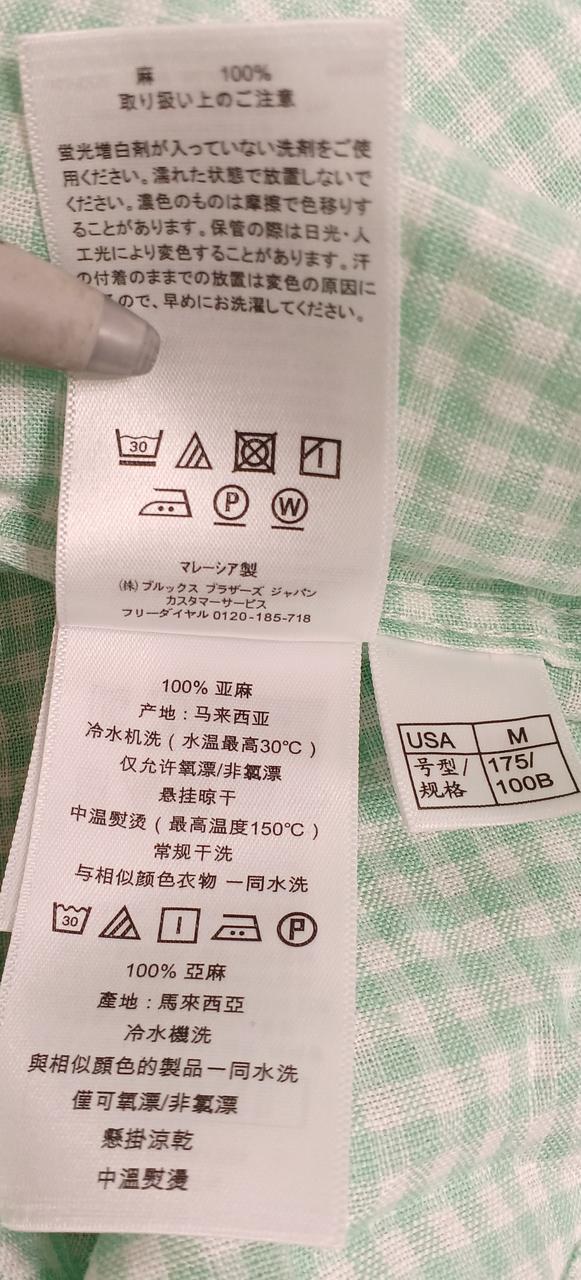 麻 100%
取り扱い上のご注意
蛍光増白剤が入っていない洗剤をご使
用ください。濡れた状態で放置しないで
ください。濃色のものは摩擦で色移りす
ることがあります。保管の際は日光・人
工光により変色することがあります。汗
の付着のままでの放置は変色の原因に
ので、早めにお洗濯してください。
30
P W
マレーシア製
(株) ブルックス ブラザーズ ジャパン
カスタマーサービス
フリーダイヤル 0120-185-718
100% 亚麻
产地：马来西亚
冷水机洗（水温最高30℃）
仅允许氧漂/非氯漂
悬挂晾干
中温熨烫（最高温度150℃）
常规干洗
与相似颜色衣物 一同水洗
30 P
100% 亞麻
產地：馬來西亞
冷水機洗
與相似顏色的製品一同水洗
僅可氧漂/非氯漂
懸掛涼乾
中溫熨燙
USA M
号型/ 175/
规格 100B